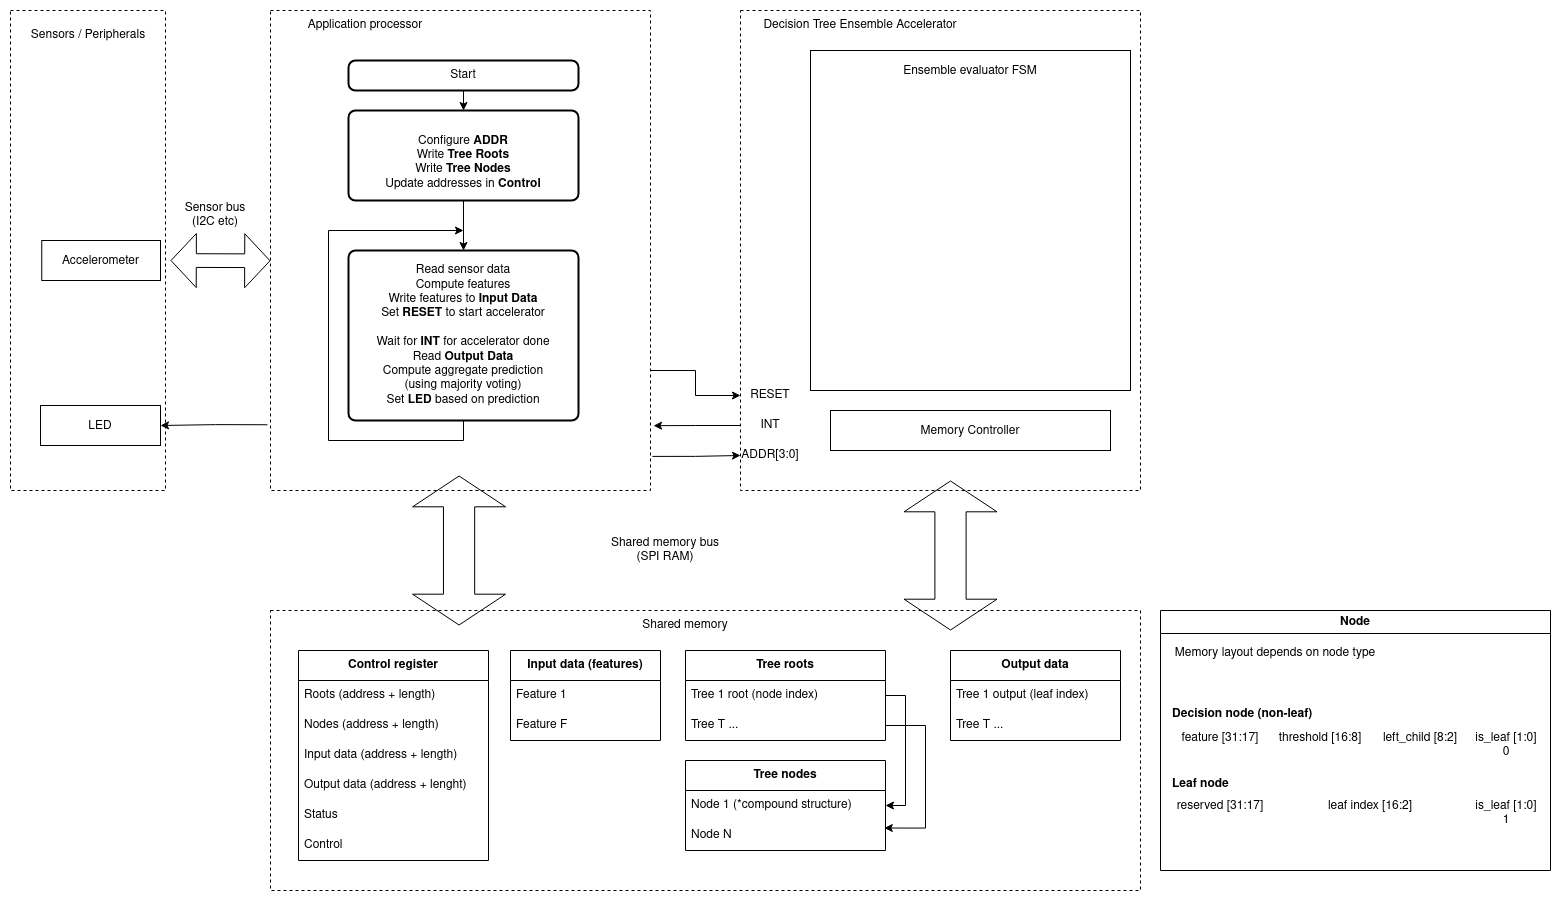 Sensors / Peripherals
Accelerometer
LED
Sensor bus
(I2C etc)
Application processor
Start
Configure ADDR
Write Tree Roots
Write Tree Nodes
Update addresses in Control
Read sensor data
Compute features
Write features to Input Data
Set RESET to start accelerator
Wait for INT for accelerator done
Read Output Data
Compute aggregate prediction
(using majority voting)
Set LED based on prediction
Decision Tree Ensemble Accelerator
Ensemble evaluator FSM
RESET
INT
ADDR[3:0]
Memory Controller
Shared memory bus
(SPI RAM)
Shared memory
Control register
Roots (address + length)
Nodes (address + length)
Input data (address + length)
Output data (address + lenght)
Status
Control
Input data (features)
Feature 1
Feature F
Tree roots
Tree 1 root (node index)
Tree T ...
Tree nodes
Node 1 (*compound structure)
Node N
Output data
Tree 1 output (leaf index)
Tree T ...
Node
Memory layout depends on node type
Decision node (non-leaf)
feature [31:17] threshold [16:8] left_child [8:2] is_leaf [1:0]
0
Leaf node
reserved [31:17] leaf index [16:2] is_leaf [1:0]
1